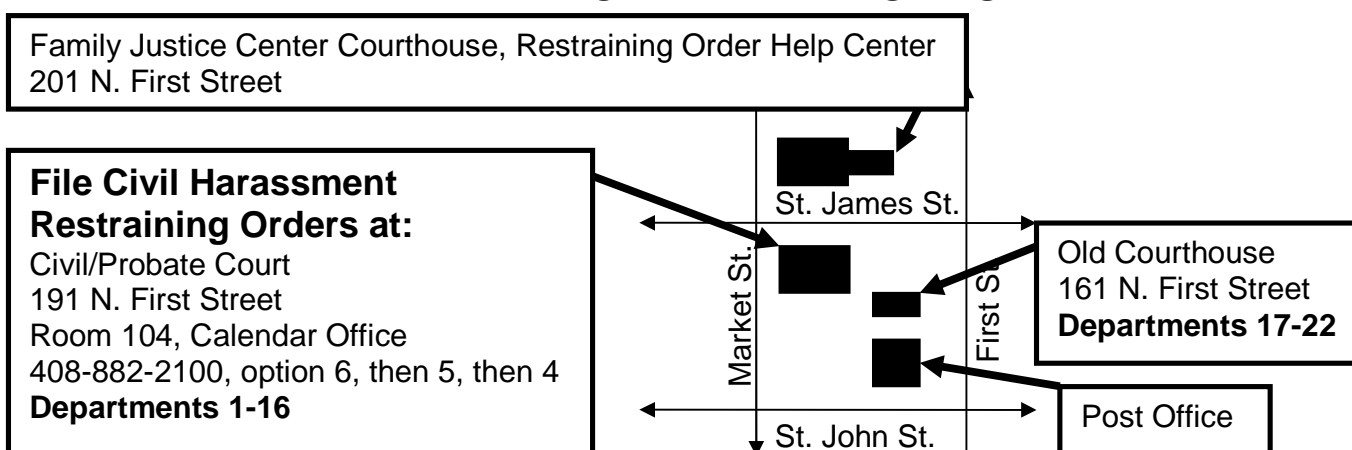 Family Justice Center Courthouse, Restraining Order Help Center
201 N. First Street
File Civil Harassment
Restraining Orders at:
Civil/Probate Court
191 N. First Street
Room 104, Calendar Office
408-882-2100, option 6, then 5, then 4
Departments 1-16
St. James St.
Market St.
First St.
Old Courthouse
161 N. First Street
Departments 17-22
Post Office
St. John St.